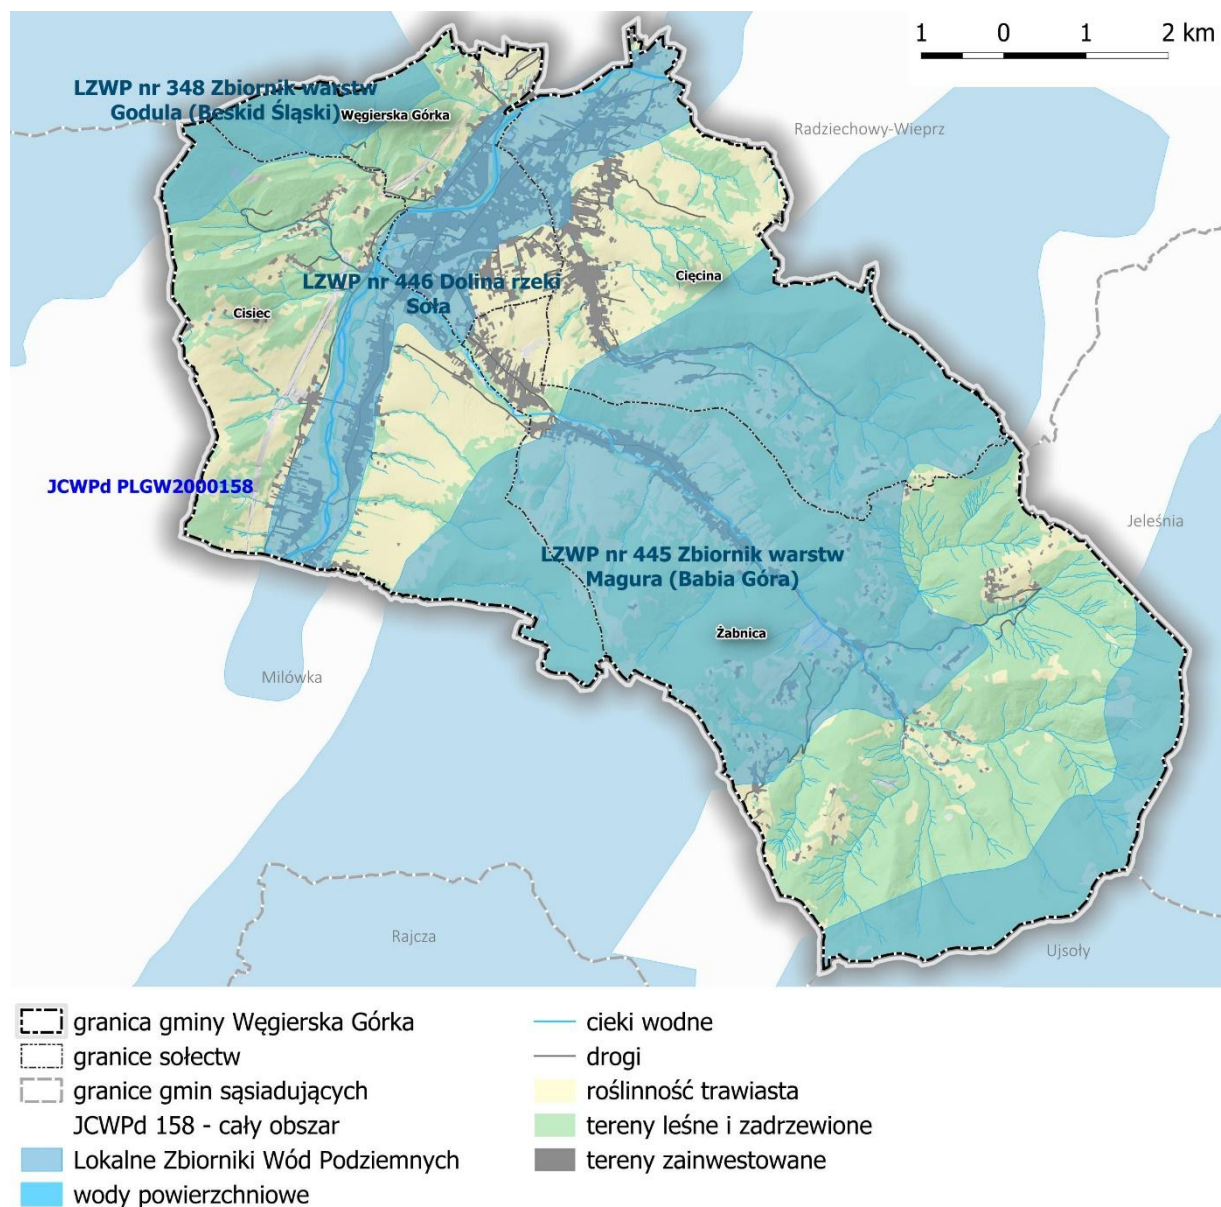 1 0 1 2 km
LZWP nr 348 Zbiornik warstw
Godula (Beskid Śląski)
Węgierska Górka
Radziechowy-Wieprz
Cięcina
LZWP nr 446 Dolina rzeki
Soła
Cisiec
JCWPd PLGW2000158
Jeleśnia
LZWP nr 445 Zbiornik warstw
Magura (Babia Góra)
Żabnica
Milówka
Rajcza
Ujsoły
granica gminy Węgierska Górka
granice sołectw
granice gmin sąsiadujących
JCWPd 158 - cały obszar
Lokalne Zbiorniki Wód Podziemnych
wody powierzchniowe
cieki wodne
drogi
roślinność trawiasta
tereny leśne i zadrzewione
tereny zainwestowane